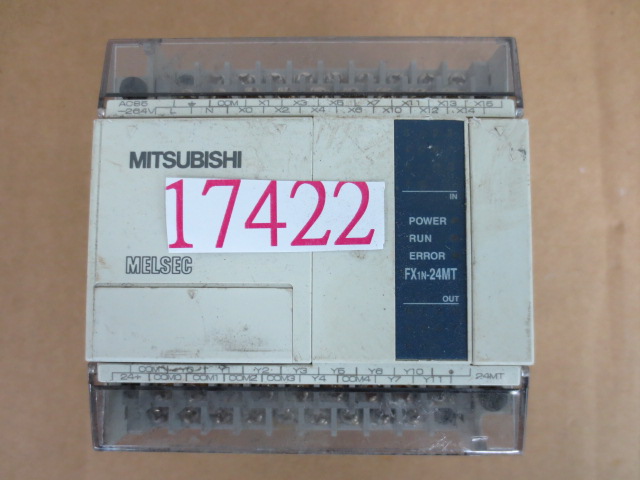 AC85 ⏚ COM X1 X3 X5 X7 X11 X13 X15
-264V L N X0 X2 X4 X6 X10 X12 X14
MITSUBISHI
17422
MELSEC
IN
POWER
RUN
ERROR
FX1N-24MT
OUT
COM Y2 Y3 Y5 Y6 Y10
24+ COM0 COM1 COM2 COM3 Y4 COM4 Y7 Y11 24MT